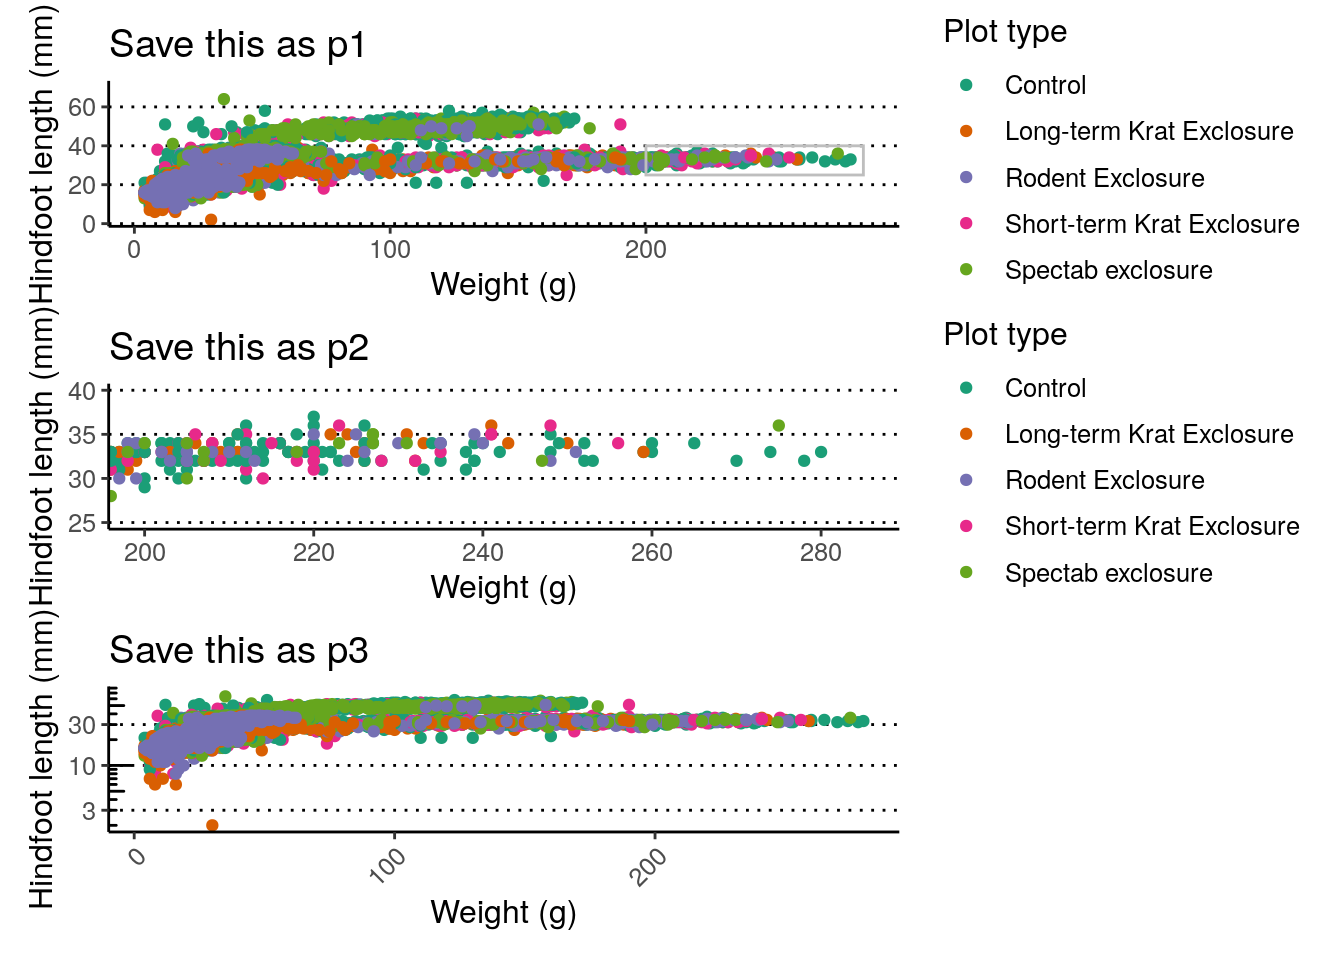 Save this as p1
Hindfoot length (mm)
60
40
20
0
0 100 200
Weight (g)
Plot type
Control
Long-term Krat Exclosure
Rodent Exclosure
Short-term Krat Exclosure
Spectab exclosure
Save this as p2
Hindfoot length (mm)
40
35
30
25
200 220 240 260 280
Weight (g)
Plot type
Control
Long-term Krat Exclosure
Rodent Exclosure
Short-term Krat Exclosure
Spectab exclosure
Save this as p3
Hindfoot length (mm)
30
10
3
0 100 200
Weight (g)